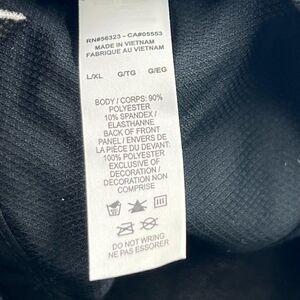 RN#56323 - CA#05553
MADE IN VIETNAM
FABRIQUE AU VIETNAM
L/XL G/TG G/EG
BODY / CORPS: 90%
POLYESTER
10% SPANDEX /
ELASTHANNE
BACK OF FRONT
PANEL / ENVERS DE
LA PIÈCE DU DEVANT:
100% POLYESTER
EXCLUSIVE OF
DECORATION /
DECORATION NON
COMPRISE
DO NOT WRING
NE PAS ESSORER